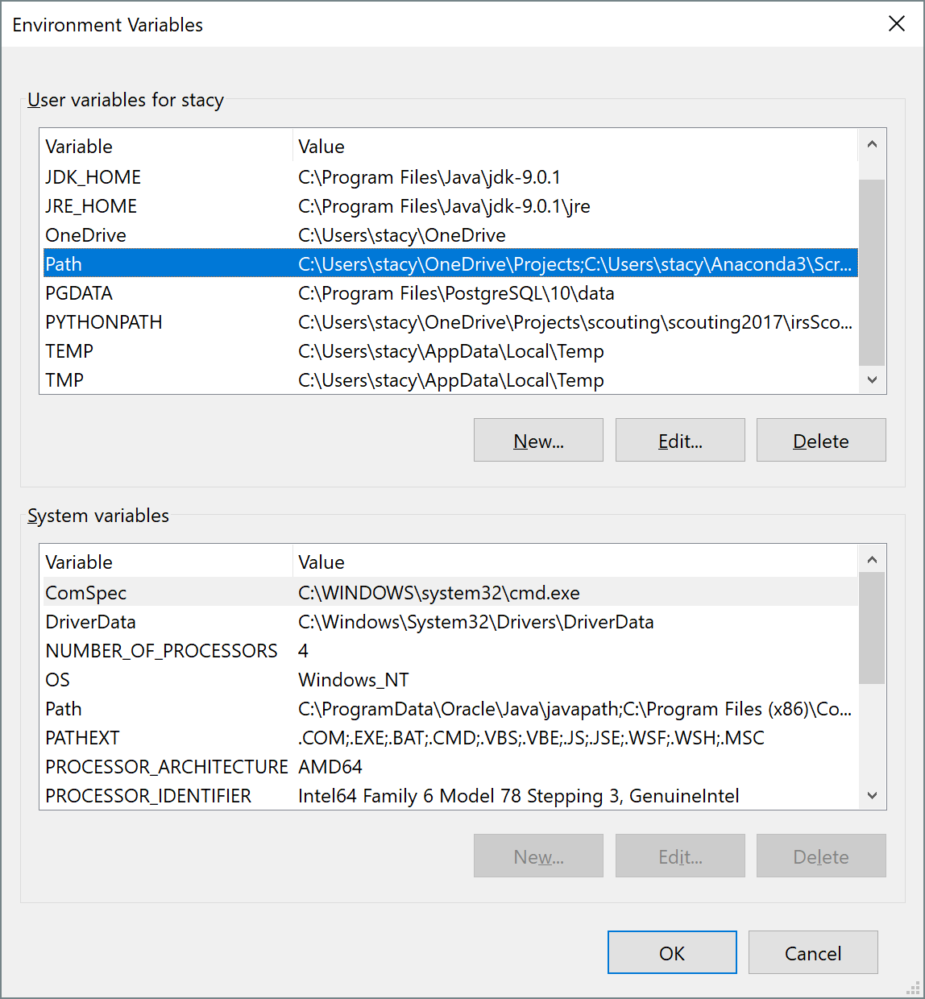 Environment Variables
User variables for stacy
Variable Value
JDK_HOME C:\Program Files\Java\jdk-9.0.1
JRE_HOME C:\Program Files\Java\jdk-9.0.1\jre
OneDrive C:\Users\stacy\OneDrive
Path C:\Users\stacy\OneDrive\Projects;C:\Users\stacy\Anaconda3\Scr...
PGDATA C:\Program Files\PostgreSQL\10\data
PYTHONPATH C:\Users\stacy\OneDrive\Projects\scouting\scouting2017\irsSco...
TEMP C:\Users\stacy\AppData\Local\Temp
TMP C:\Users\stacy\AppData\Local\Temp
New... Edit... Delete
System variables
Variable Value
ComSpec C:\WINDOWS\system32\cmd.exe
DriverData C:\Windows\System32\Drivers\DriverData
NUMBER_OF_PROCESSORS 4
OS Windows_NT
Path C:\ProgramData\Oracle\Java\javapath;C:\Program Files (x86)\Co...
PATHEXT .COM;.EXE;.BAT;.CMD;.VBS;.VBE;.JS;.JSE;.WSF;.WSH;.MSC
PROCESSOR_ARCHITECTURE AMD64
PROCESSOR_IDENTIFIER Intel64 Family 6 Model 78 Stepping 3, GenuineIntel
New... Edit... Delete
OK Cancel